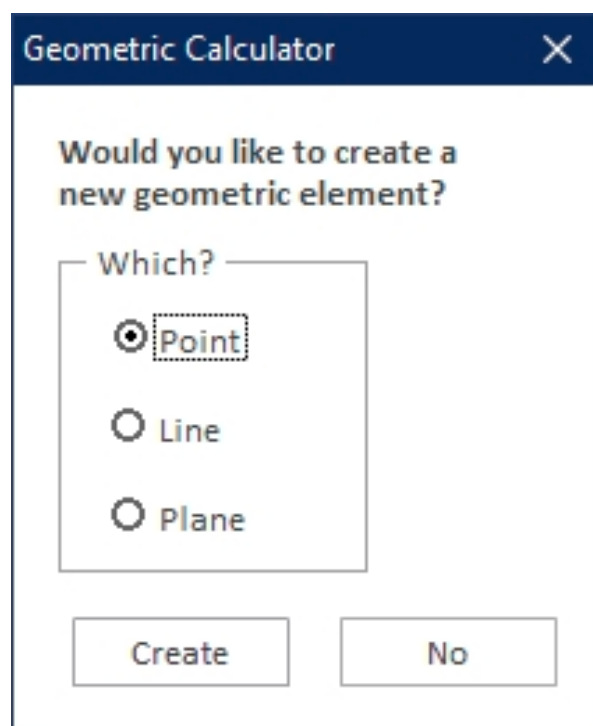 Geometric Calculator
Would you like to create a
new geometric element?
Which?
Point
Line
Plane
Create
No